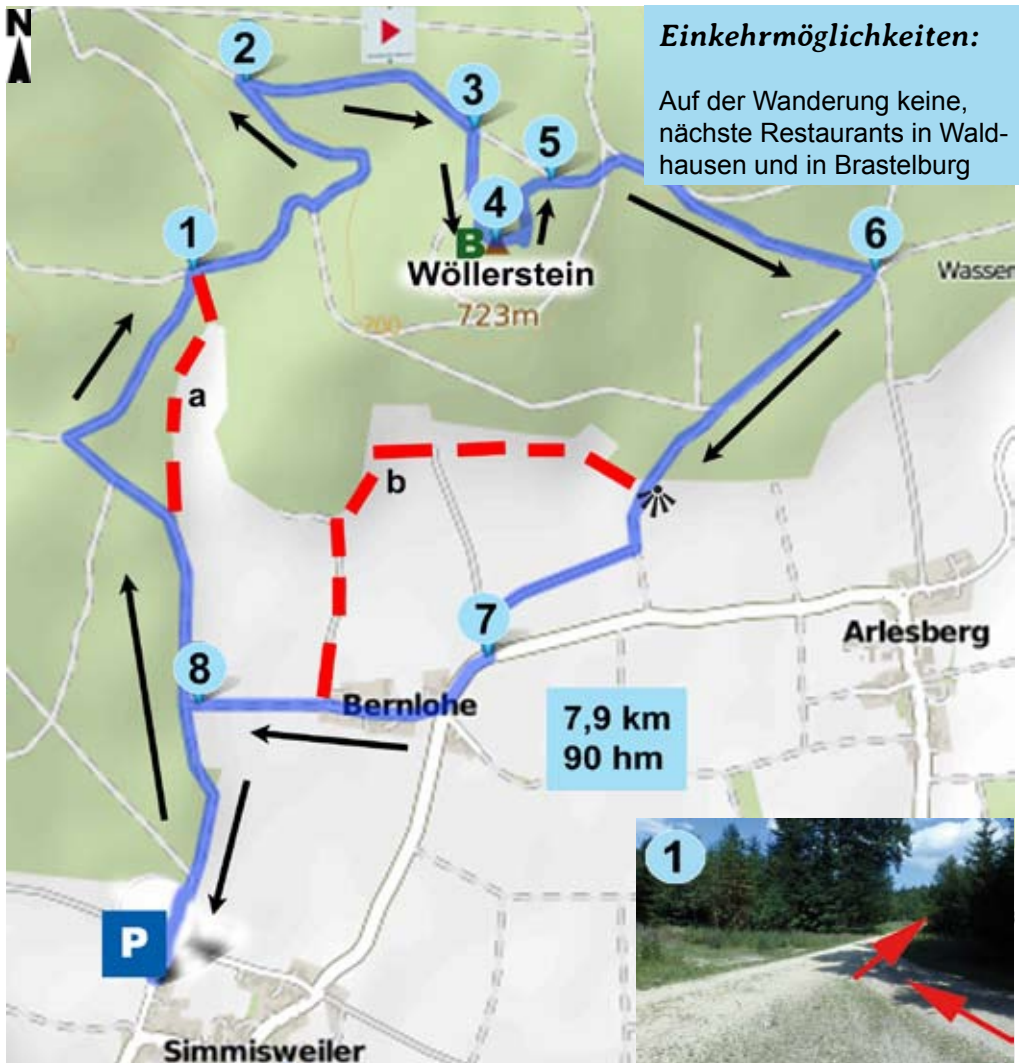 N
2
3
5
4
B
Wöllerstein
723m
700
1
6
Wasser
a
b
7
8
Bernlohe
Arlesberg
P
Simmisweiler
Einkehrmöglichkeiten:
Auf der Wanderung keine,
nächste Restaurants in Wald-
hausen und in Brastelburg
7,9 km
90 hm
1